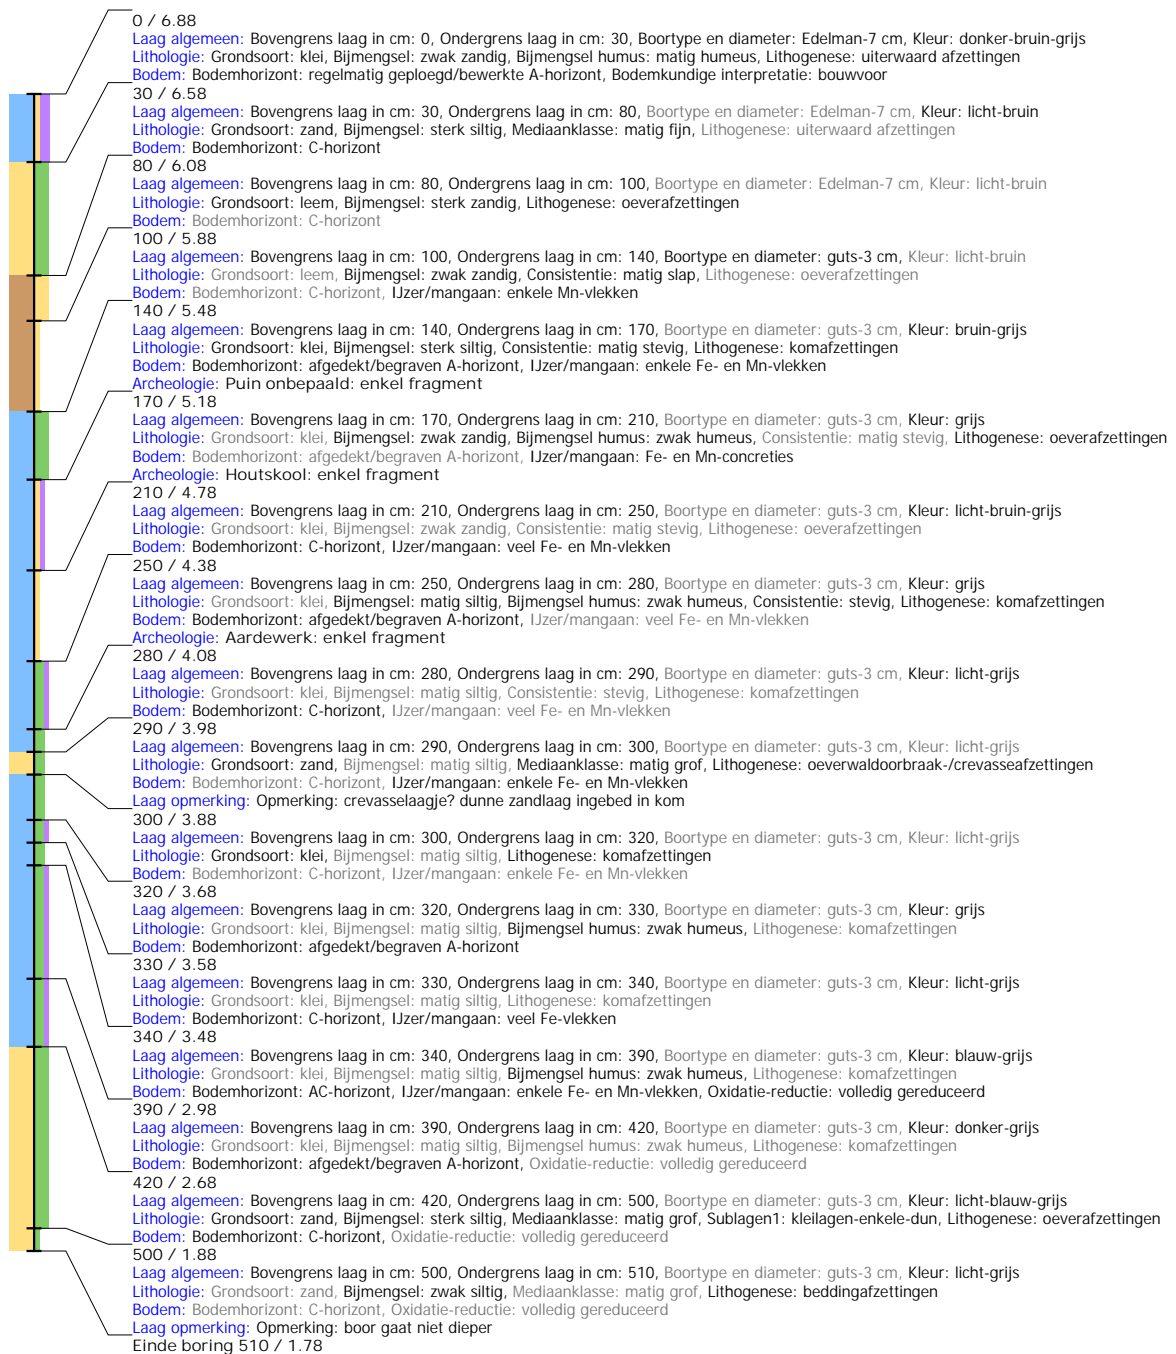 0 / 6.88
Laag algemeen: Bovengrens laag in cm: 0, Ondergrens laag in cm: 30, Boortype en diameter: Edelman-7 cm, Kleur: donker-bruin-grijs
Lithologie: Grondsoort: klei, Bijmengsel: zwak zandig, Bijmengsel humus: matig humeus, Lithogenese: uiterwaard afzettingen
Bodem: Bodemhorizont: regelmatig geploegd/bewerkte A-horizont, Bodemkundige interpretatie: bouwvoor
30 / 6.58
Laag algemeen: Bovengrens laag in cm: 30, Ondergrens laag in cm: 80, Boortype en diameter: Edelman-7 cm, Kleur: licht-bruin
Lithologie: Grondsoort: zand, Bijmengsel: sterk siltig, Mediaanklasse: matig fijn, Lithogenese: uiterwaard afzettingen
Bodem: Bodemhorizont: C-horizont
80 / 6.08
Laag algemeen: Bovengrens laag in cm: 80, Ondergrens laag in cm: 100, Boortype en diameter: Edelman-7 cm, Kleur: licht-bruin
Lithologie: Grondsoort: leem, Bijmengsel: sterk zandig, Lithogenese: oeverafzettingen
Bodem: Bodemhorizont: C-horizont
100 / 5.88
Laag algemeen: Bovengrens laag in cm: 100, Ondergrens laag in cm: 140, Boortype en diameter: guts-3 cm, Kleur: licht-bruin
Lithologie: Grondsoort: leem, Bijmengsel: zwak zandig, Consistentie: matig slap, Lithogenese: oeverafzettingen
Bodem: Bodemhorizont: C-horizont, IJzer/mangaan: enkele Mn-vlekken
140 / 5.48
Laag algemeen: Bovengrens laag in cm: 140, Ondergrens laag in cm: 170, Boortype en diameter: guts-3 cm, Kleur: bruin-grijs
Lithologie: Grondsoort: klei, Bijmengsel: sterk siltig, Consistentie: matig stevig, Lithogenese: komafzettingen
Bodem: Bodemhorizont: afgedekt/begraven A-horizont, IJzer/mangaan: enkele Fe- en Mn-vlekken
Archeologie: Puin onbepaald: enkel fragment
170 / 5.18
Laag algemeen: Bovengrens laag in cm: 170, Ondergrens laag in cm: 210, Boortype en diameter: guts-3 cm, Kleur: grijs
Lithologie: Grondsoort: klei, Bijmengsel: zwak zandig, Bijmengsel humus: zwak humeus, Consistentie: matig stevig, Lithogenese: oeverafzettingen
Bodem: Bodemhorizont: afgedekt/begraven A-horizont, IJzer/mangaan: Fe- en Mn-concreties
Archeologie: Houtskool: enkel fragment
210 / 4.78
Laag algemeen: Bovengrens laag in cm: 210, Ondergrens laag in cm: 250, Boortype en diameter: guts-3 cm, Kleur: licht-bruin-grijs
Lithologie: Grondsoort: klei, Bijmengsel: zwak zandig, Consistentie: matig stevig, Lithogenese: oeverafzettingen
Bodem: Bodemhorizont: C-horizont, IJzer/mangaan: veel Fe- en Mn-vlekken
250 / 4.38
Laag algemeen: Bovengrens laag in cm: 250, Ondergrens laag in cm: 280, Boortype en diameter: guts-3 cm, Kleur: grijs
Lithologie: Grondsoort: klei, Bijmengsel: matig siltig, Bijmengsel humus: zwak humeus, Consistentie: stevig, Lithogenese: komafzettingen
Bodem: Bodemhorizont: afgedekt/begraven A-horizont, IJzer/mangaan: veel Fe- en Mn-vlekken
Archeologie: Aardewerk: enkel fragment
280 / 4.08
Laag algemeen: Bovengrens laag in cm: 280, Ondergrens laag in cm: 290, Boortype en diameter: guts-3 cm, Kleur: licht-grijs
Lithologie: Grondsoort: klei, Bijmengsel: matig siltig, Consistentie: stevig, Lithogenese: komafzettingen
Bodem: Bodemhorizont: C-horizont, IJzer/mangaan: veel Fe- en Mn-vlekken
290 / 3.98
Laag algemeen: Bovengrens laag in cm: 290, Ondergrens laag in cm: 300, Boortype en diameter: guts-3 cm, Kleur: licht-grijs
Lithologie: Grondsoort: zand, Bijmengsel: matig siltig, Mediaanklasse: matig grof, Lithogenese: oeverwaldoorbraak-/crevasseafzettingen
Bodem: Bodemhorizont: C-horizont, IJzer/mangaan: enkele Fe- en Mn-vlekken
Laag opmerking: Opmerking: crevasselaagje? dunne zandlaag ingebed in kom
300 / 3.88
Laag algemeen: Bovengrens laag in cm: 300, Ondergrens laag in cm: 320, Boortype en diameter: guts-3 cm, Kleur: licht-grijs
Lithologie: Grondsoort: klei, Bijmengsel: matig siltig, Lithogenese: komafzettingen
Bodem: Bodemhorizont: C-horizont, IJzer/mangaan: enkele Fe- en Mn-vlekken
320 / 3.68
Laag algemeen: Bovengrens laag in cm: 320, Ondergrens laag in cm: 330, Boortype en diameter: guts-3 cm, Kleur: grijs
Lithologie: Grondsoort: klei, Bijmengsel: matig siltig, Bijmengsel humus: zwak humeus, Lithogenese: komafzettingen
Bodem: Bodemhorizont: afgedekt/begraven A-horizont
330 / 3.58
Laag algemeen: Bovengrens laag in cm: 330, Ondergrens laag in cm: 340, Boortype en diameter: guts-3 cm, Kleur: licht-grijs
Lithologie: Grondsoort: klei, Bijmengsel: matig siltig, Lithogenese: komafzettingen
Bodem: Bodemhorizont: C-horizont, IJzer/mangaan: veel Fe-vlekken
340 / 3.48
Laag algemeen: Bovengrens laag in cm: 340, Ondergrens laag in cm: 390, Boortype en diameter: guts-3 cm, Kleur: blauw-grijs
Lithologie: Grondsoort: klei, Bijmengsel: matig siltig, Bijmengsel humus: zwak humeus, Lithogenese: komafzettingen
Bodem: Bodemhorizont: AC-horizont, IJzer/mangaan: enkele Fe- en Mn-vlekken, Oxidatie-reductie: volledig gereduceerd
390 / 2.98
Laag algemeen: Bovengrens laag in cm: 390, Ondergrens laag in cm: 420, Boortype en diameter: guts-3 cm, Kleur: donker-grijs
Lithologie: Grondsoort: klei, Bijmengsel: matig siltig, Bijmengsel humus: zwak humeus, Lithogenese: komafzettingen
Bodem: Bodemhorizont: afgedekt/begraven A-horizont, Oxidatie-reductie: volledig gereduceerd
420 / 2.68
Laag algemeen: Bovengrens laag in cm: 420, Ondergrens laag in cm: 500, Boortype en diameter: guts-3 cm, Kleur: licht-blauw-grijs
Lithologie: Grondsoort: zand, Bijmengsel: sterk siltig, Mediaanklasse: matig grof, Sublagen1: kleilagen-enkele-dun, Lithogenese: oeverafzettingen
Bodem: Bodemhorizont: C-horizont, Oxidatie-reductie: volledig gereduceerd
500 / 1.88
Laag algemeen: Bovengrens laag in cm: 500, Ondergrens laag in cm: 510, Boortype en diameter: guts-3 cm, Kleur: licht-grijs
Lithologie: Grondsoort: zand, Bijmengsel: zwak siltig, Mediaanklasse: matig grof, Lithogenese: beddingafzettingen
Bodem: Bodemhorizont: C-horizont, Oxidatie-reductie: volledig gereduceerd
Laag opmerking: Opmerking: boor gaat niet dieper
Einde boring 510 / 1.78